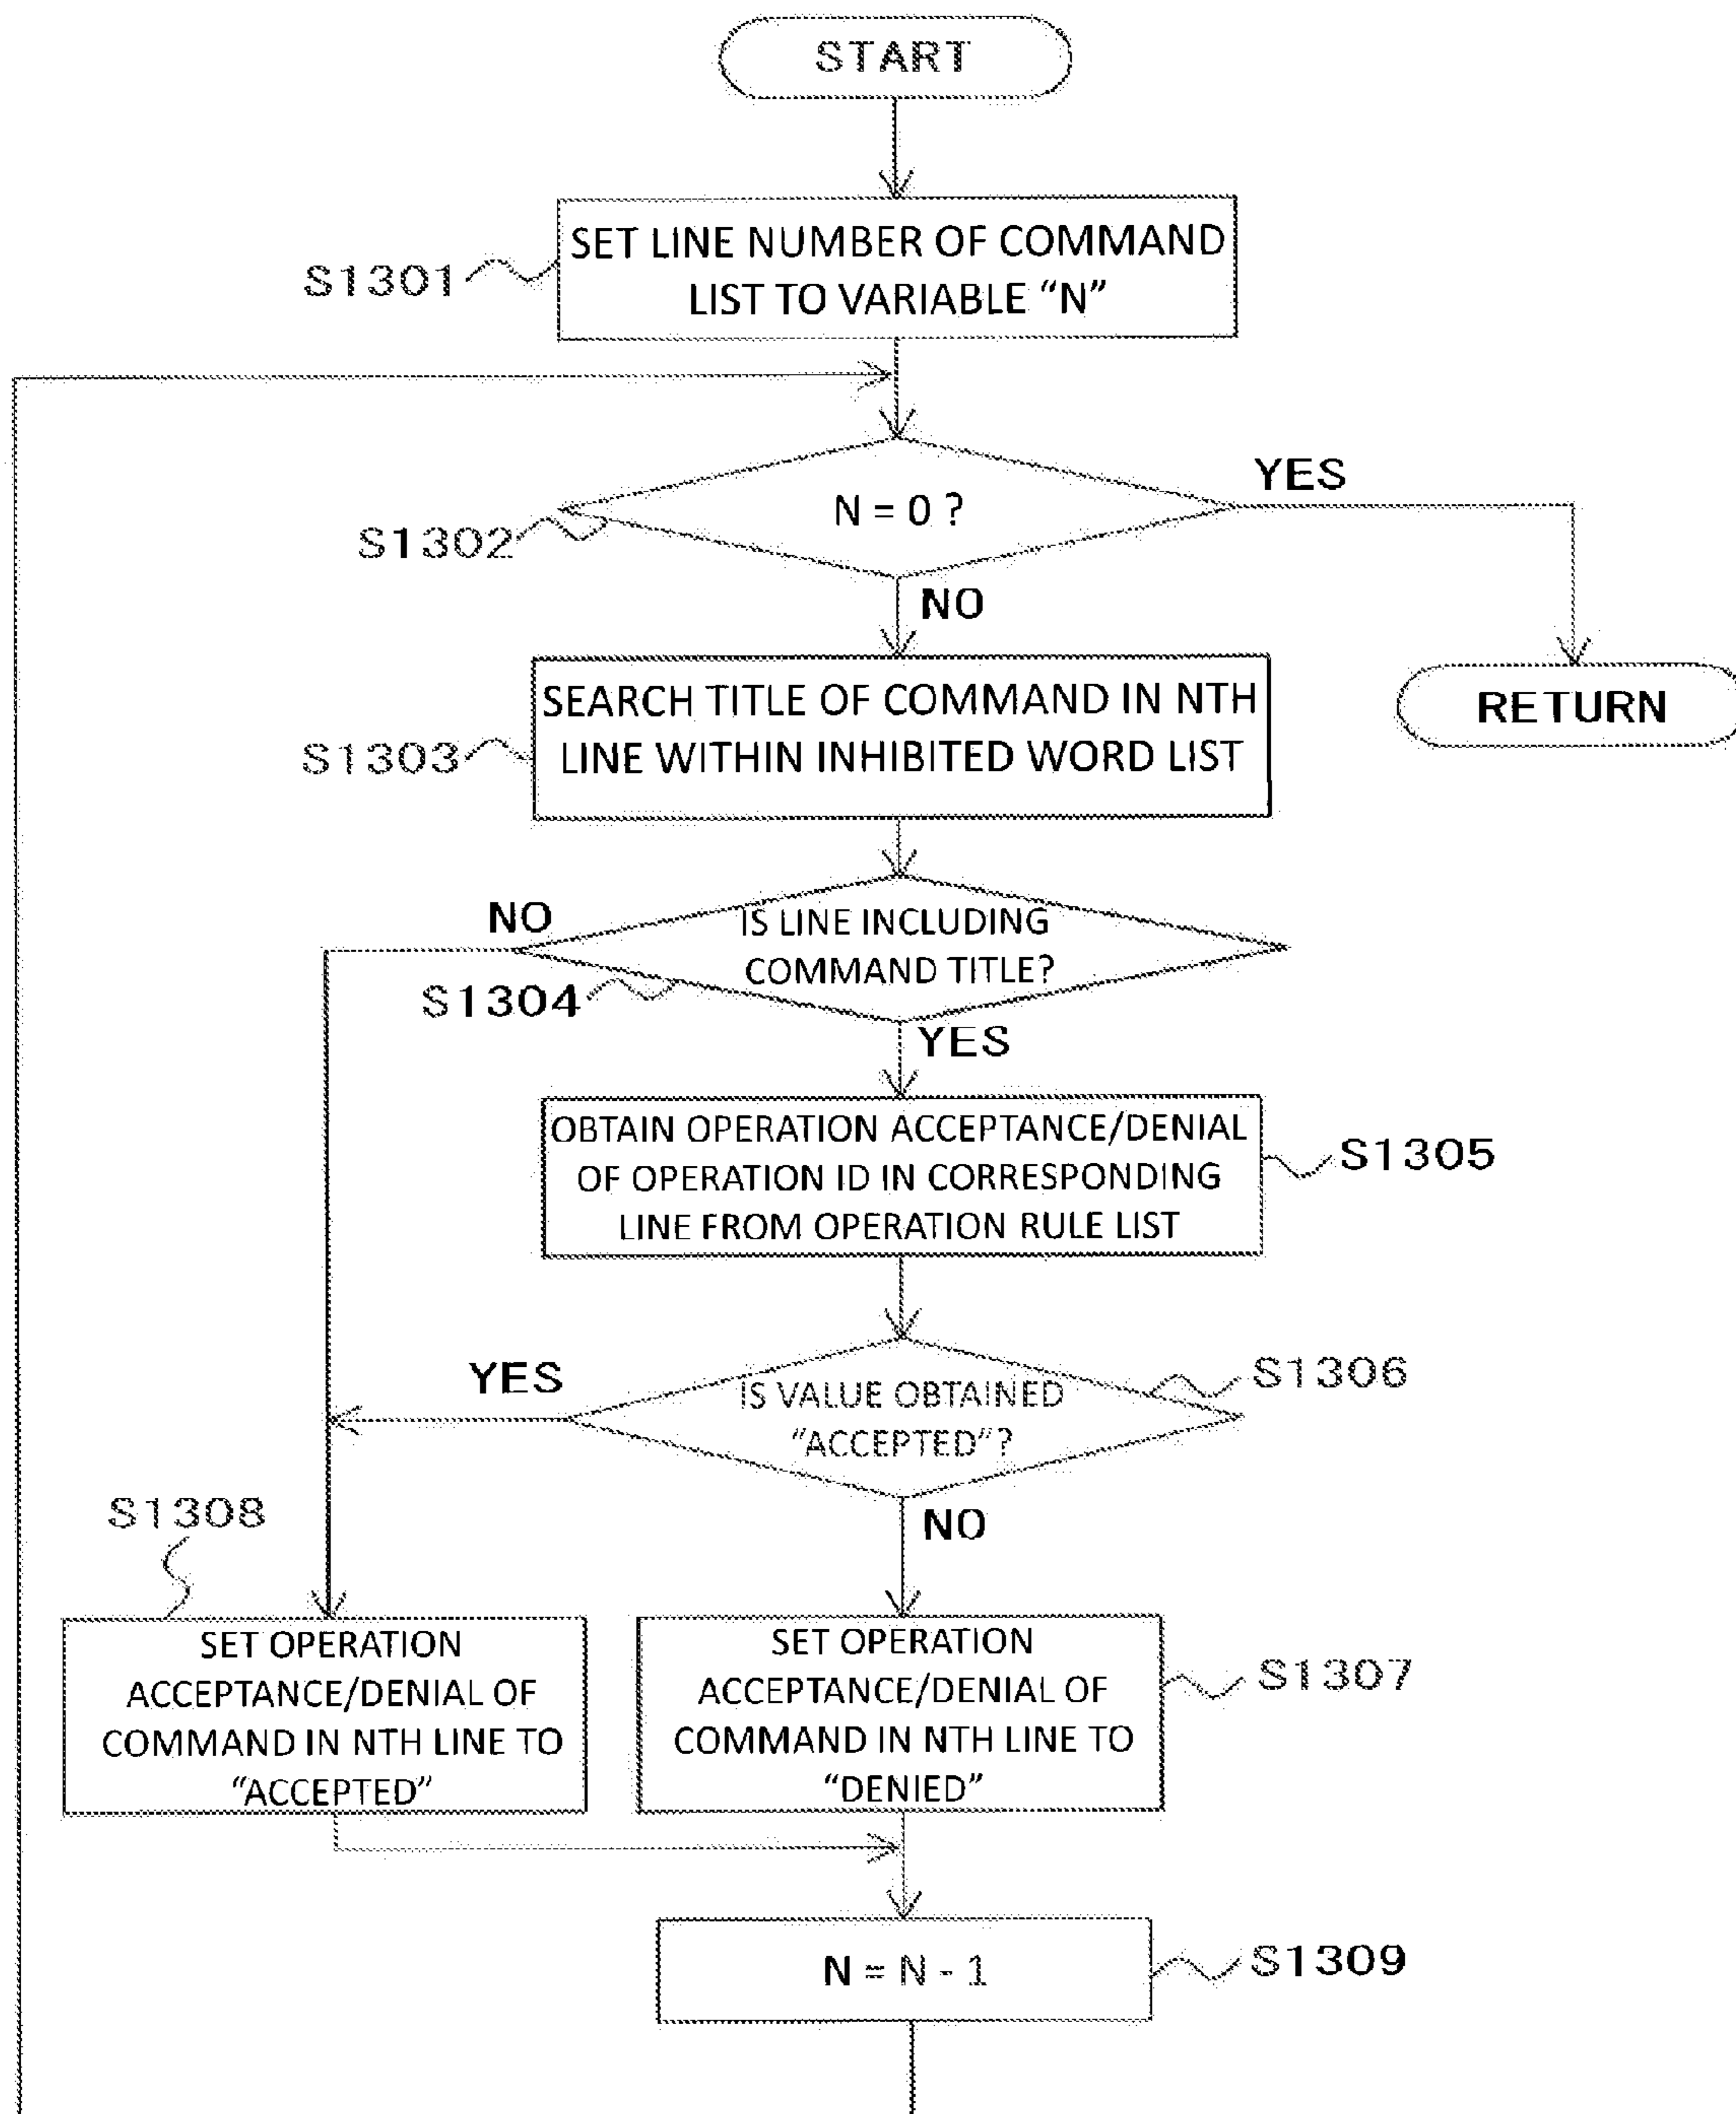 START
SET LINE NUMBER OF COMMAND
LIST TO VARIABLE “N”
S1301
N = 0 ?
YES
S1302
NO
RETURN
SEARCH TITLE OF COMMAND IN NTH
LINE WITHIN INHIBITED WORD LIST
S1303
NO
IS LINE INCLUDING
COMMAND TITLE?
S1304
YES
OBTAIN OPERATION ACCEPTANCE/DENIAL
OF OPERATION ID IN CORRESPONDING
LINE FROM OPERATION RULE LIST
S1305
YES
IS VALUE OBTAINED
“ACCEPTED”?
S1306
NO
S1308
SET OPERATION
ACCEPTANCE/DENIAL OF
COMMAND IN NTH LINE TO
“ACCEPTED”
SET OPERATION
ACCEPTANCE/DENIAL OF
COMMAND IN NTH LINE TO
“DENIED”
S1307
N = N - 1
S1309